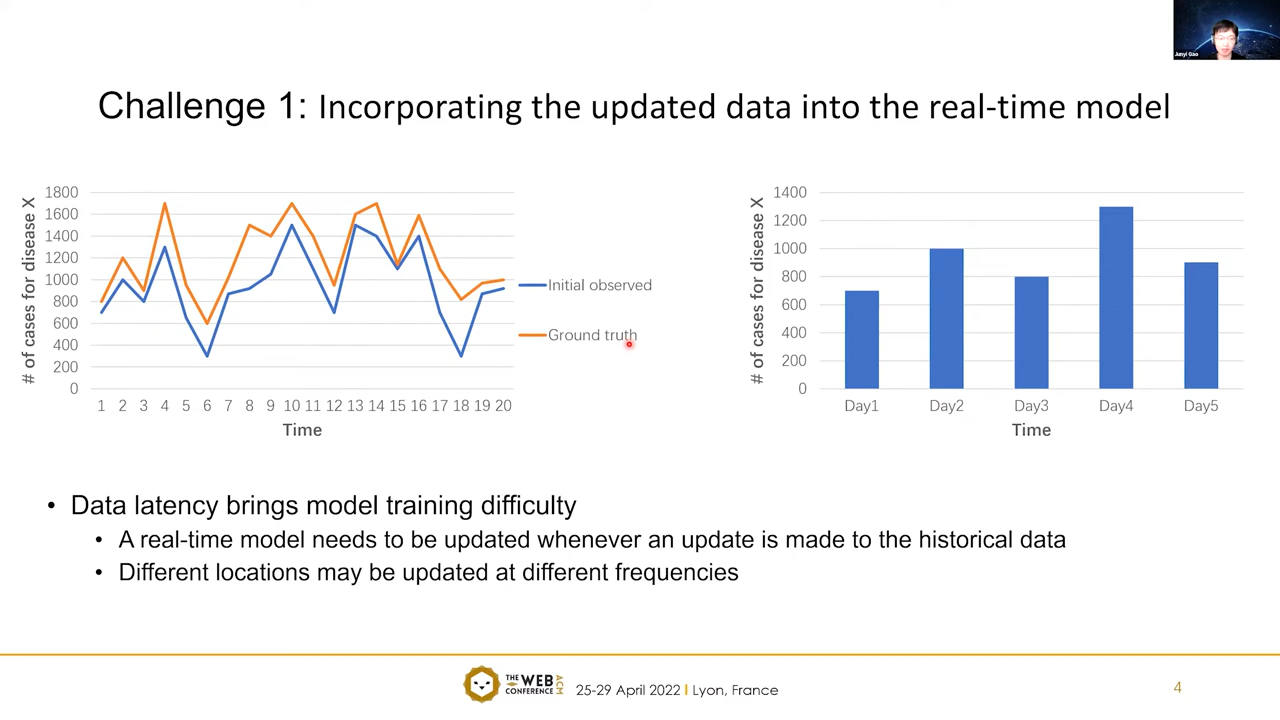 Junyi Gao
Challenge 1: Incorporating the updated data into the real-time model
# of cases for disease X
1800
1600
1400
1200
1000
800
600
400
200
0
1 2 3 4 5 6 7 8 9 10 11 12 13 14 15 16 17 18 19 20
Time
Initial observed
Ground truth
# of cases for disease X
1400
1200
1000
800
600
400
200
0
Day1 Day2 Day3 Day4 Day5
Time
• Data latency brings model training difficulty
• A real-time model needs to be updated whenever an update is made to the historical data
• Different locations may be updated at different frequencies
THE WEB CONFERENCE ACM
25-29 April 2022 | Lyon, France
4